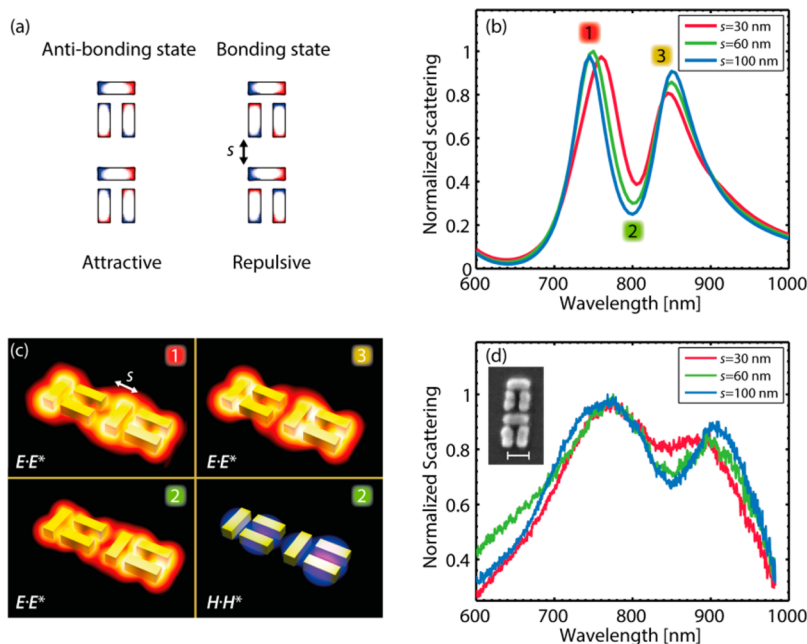 (a)
Anti-bonding state
Bonding state
s
Attractive
Repulsive
(b)
Normalized scattering
1
0.8
0.6
0.4
0.2
0
600
700
800
900
1000
Wavelength [nm]
1
2
3
s=30 nm
s=60 nm
s=100 nm
(c)
1
s
E·E*
3
E·E*
2
E·E*
2
H·H*
(d)
Normalized Scattering
1
0.8
0.6
0.4
600
700
800
900
1000
Wavelength [nm]
s=30 nm
s=60 nm
s=100 nm